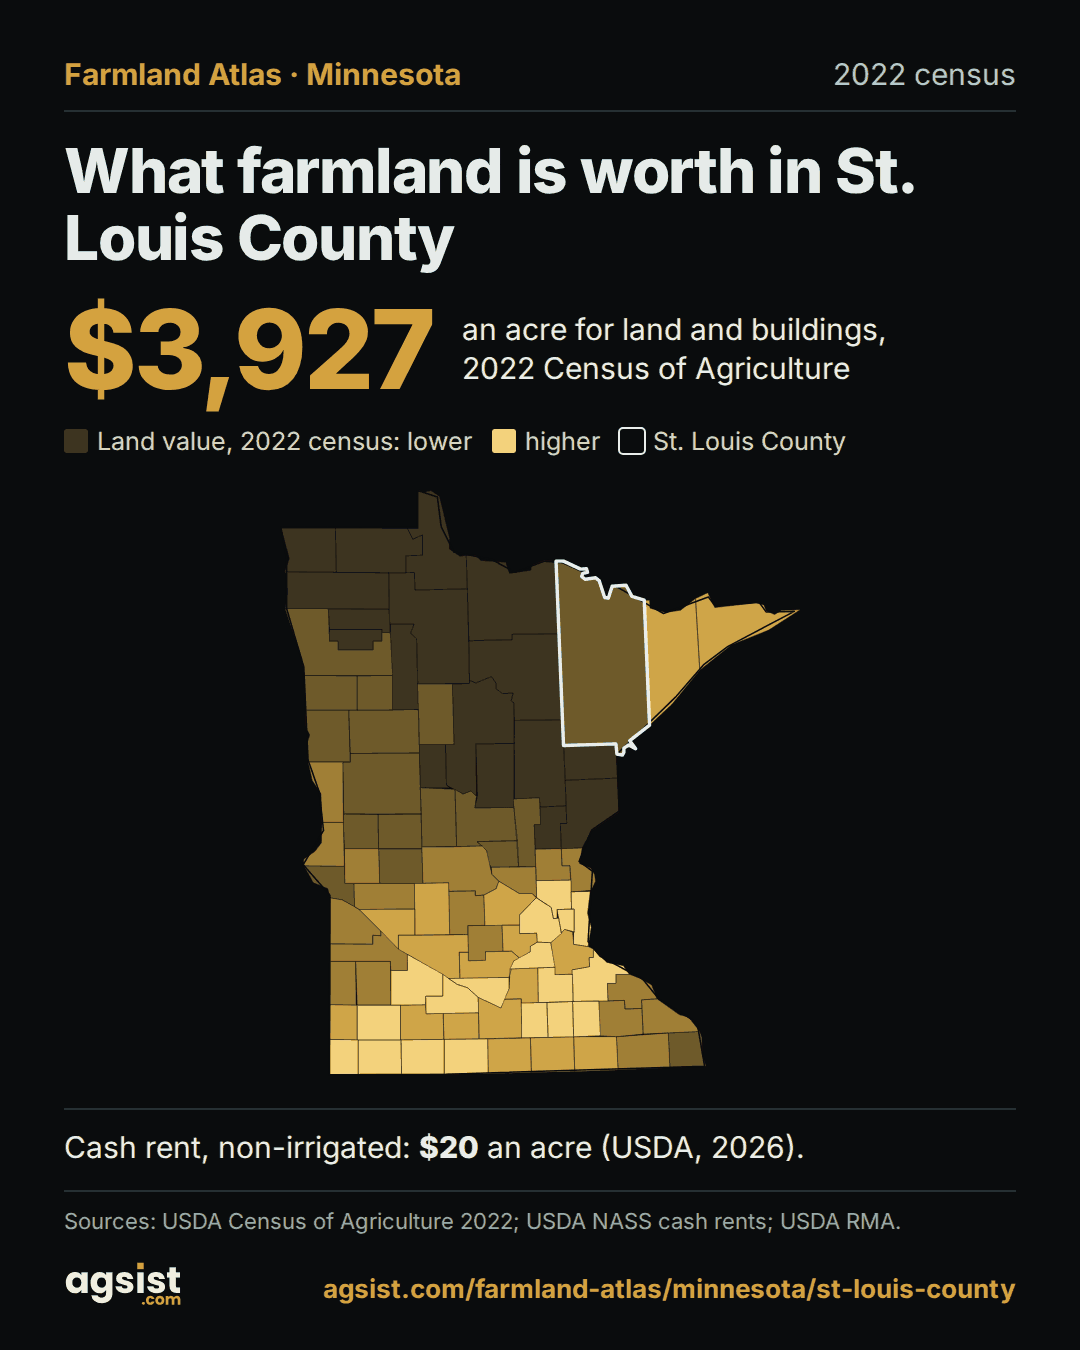 Farmland Atlas · Minnesota
2022 census
What farmland is worth in St.
Louis County
$3,927
an acre for land and buildings,
2022 Census of Agriculture
Land value, 2022 census: lower
higher
St. Louis County
Cash rent, non-irrigated: $20 an acre (USDA, 2026).
Sources: USDA Census of Agriculture 2022; USDA NASS cash rents; USDA RMA.
agsist
.com
agsist.com/farmland-atlas/minnesota/st-louis-county